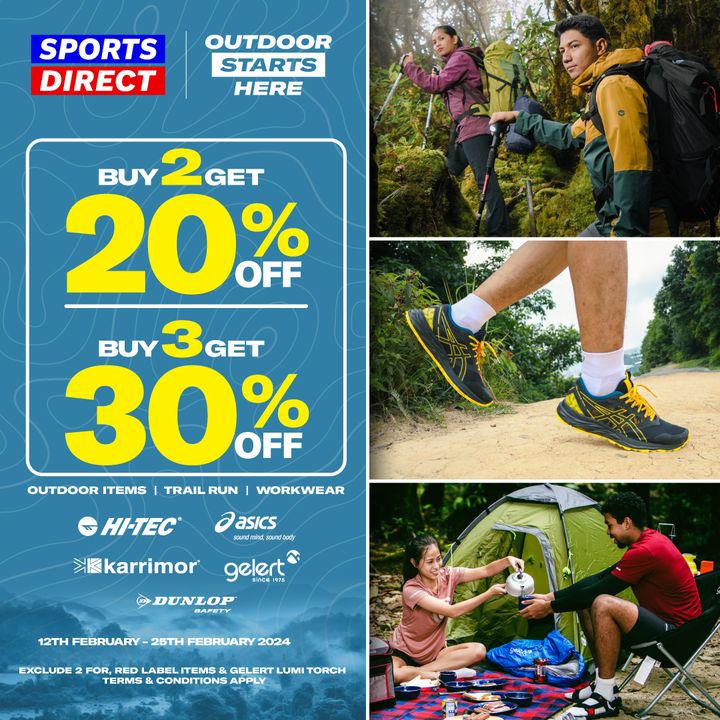 SPORTS
DIRECT
OUTDOOR
STARTS
HERE
BUY 2 GET
20%
OFF
BUY 3 GET
30%
OFF
OUTDOOR ITEMS | TRAIL RUN | WORKWEAR
HI-TEC®
asics
sound mind, sound body
karrimor®
gelert
SINCE 1975
DUNLOP®
SAFETY
12TH FEBRUARY – 25TH FEBRUARY 2024
EXCLUDE 2 FOR, RED LABEL ITEMS & GELERT LUMI TORCH
TERMS & CONDITIONS APPLY